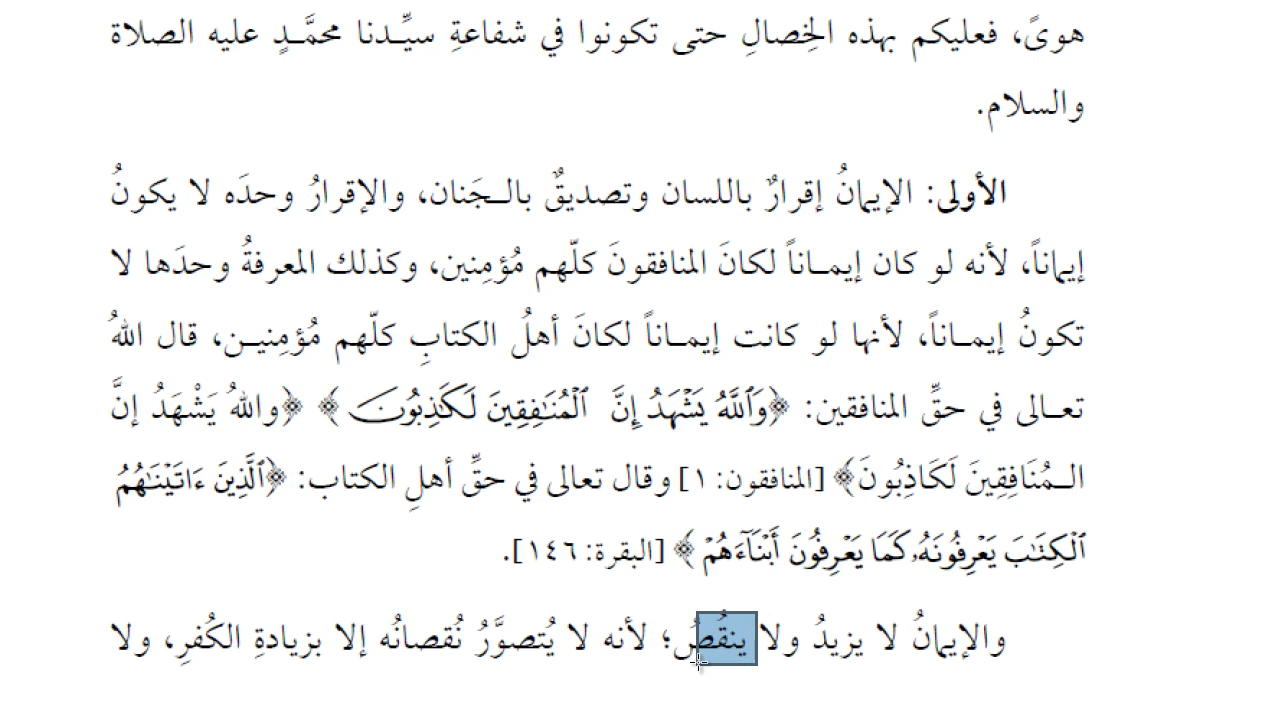 هوىً، فعليكم بهذه الخِصالِ حتى تكونوا في شفاعةِ سيِّـدنا محمَّـدٍ عليه الصلاة
والسلام.
الأولى: الإيمانُ إقرارٌ باللسان وتصديقٌ بالـجَنان، والإقرارُ وحدَه لا يكونُ
إيماناً، لأنه لو كان إيمـاناً لكانَ المنافقونَ كلّهم مُؤمِنين، وكذلك المعرفةُ وحدَها لا
تكونُ إيمـاناً، لأنها لو كانت إيمـاناً لكانَ أهلُ الكتابِ كلّهم مُؤمِنيـن، قال اللهُ
تعـالى في حقِّ المنافقين: ﴿وَٱللَّهُ يَشْهَدُ إِنَّ ٱلْمُنَٰفِقِينَ لَكَٰذِبُونَ﴾ ﴿واللهُ يَشْهَدُ إنَّ
الـمُنَافِقِينَ لَكَاذِبُونَ﴾ [المنافقون: ١] وقال تعالى في حقِّ أهلِ الكتاب: ﴿ٱلَّذِينَ ءَاتَيْنَٰهُمُ
ٱلْكِتَٰبَ يَعْرِفُونَهُۥ كَمَا يَعْرِفُونَ أَبْنَآءَهُمْ﴾ [البقرة: ١٤٦].
والإيمانُ لا يزيدُ ولا ينقُصُ؛ لأنه لا يُتصوَّرُ نُقصانُه إلا بزيادةِ الكُفرِ، ولا